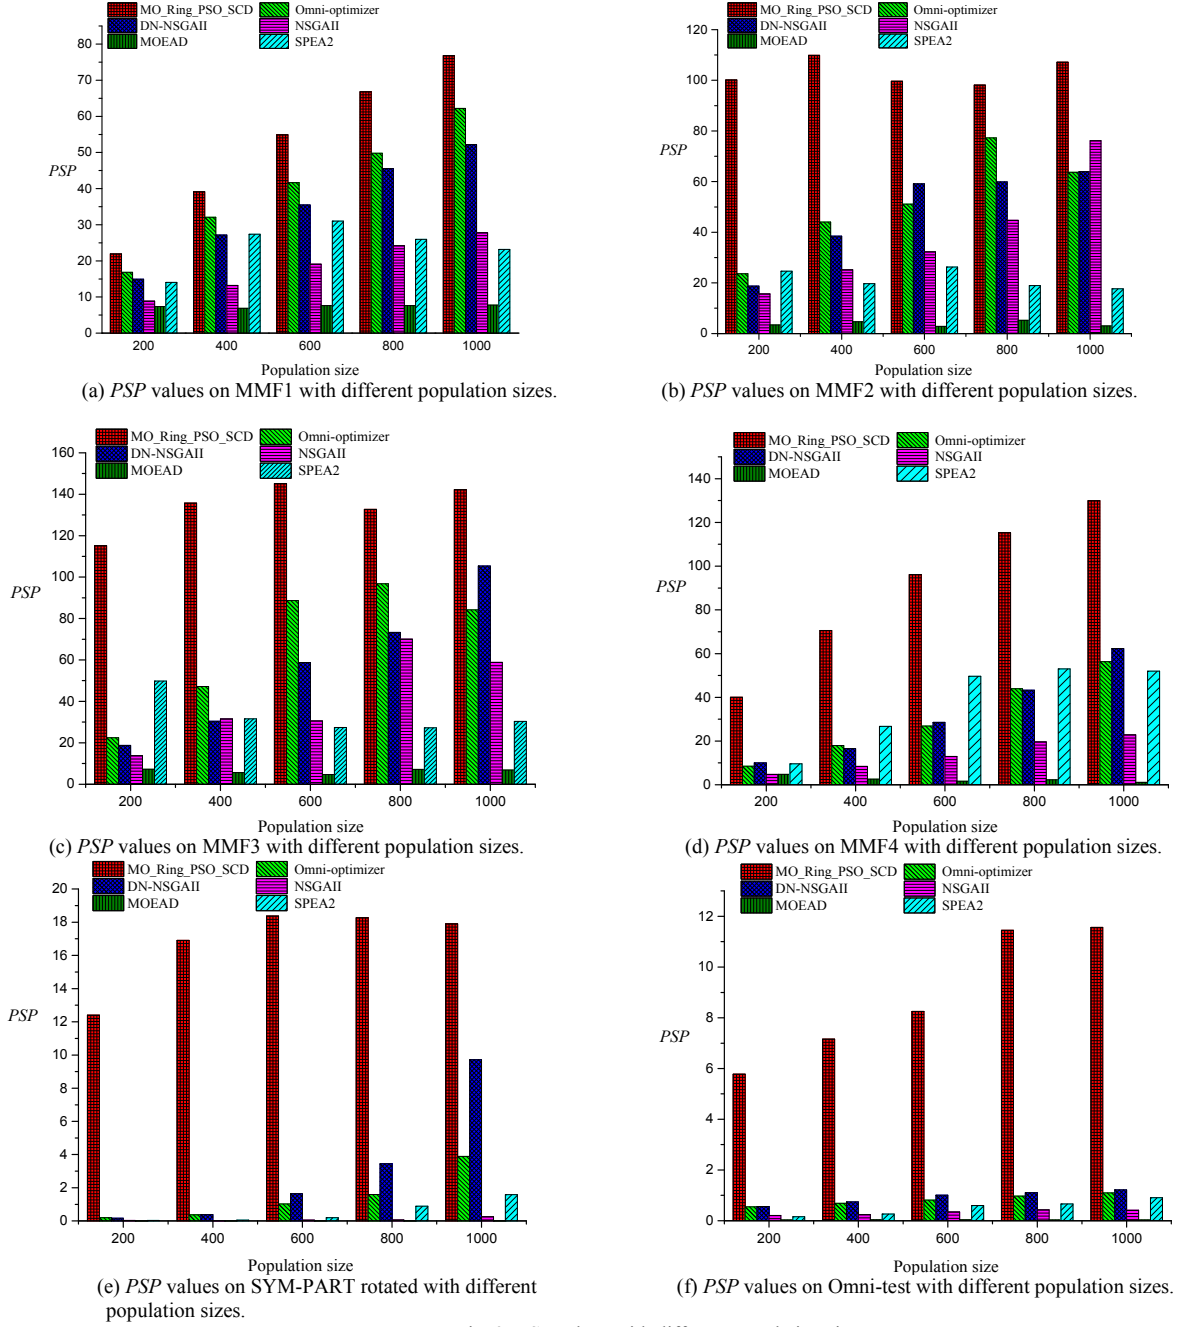 MO_Ring_PSO_SCD
Omni-optimizer
DN-NSGAII
NSGAII
MOEAD
SPEA2
80
70
60
50
40
30
20
10
0
PSP
200 400 600 800 1000
Population size
(a) PSP values on MMF1 with different population sizes.
MO_Ring_PSO_SCD
Omni-optimizer
DN-NSGAII
NSGAII
MOEAD
SPEA2
120
100
80
60
40
20
0
PSP
200 400 600 800 1000
Population size
(b) PSP values on MMF2 with different population sizes.
MO_Ring_PSO_SCD
Omni-optimizer
DN-NSGAII
NSGAII
MOEAD
SPEA2
160
140
120
100
80
60
40
20
0
PSP
200 400 600 800 1000
Population size
(c) PSP values on MMF3 with different population sizes.
MO_Ring_PSO_SCD
Omni-optimizer
DN-NSGAII
NSGAII
MOEAD
SPEA2
140
120
100
80
60
40
20
0
PSP
200 400 600 800 1000
Population size
(d) PSP values on MMF4 with different population sizes.
MO_Ring_PSO_SCD
Omni-optimizer
DN-NSGAII
NSGAII
MOEAD
SPEA2
20
18
16
14
12
10
8
6
4
2
0
PSP
200 400 600 800 1000
Population size
(e) PSP values on SYM-PART rotated with different
population sizes.
MO_Ring_PSO_SCD
Omni-optimizer
DN-NSGAII
NSGAII
MOEAD
SPEA2
12
10
8
6
4
2
0
PSP
200 400 600 800 1000
Population size
(f) PSP values on Omni-test with different population sizes.